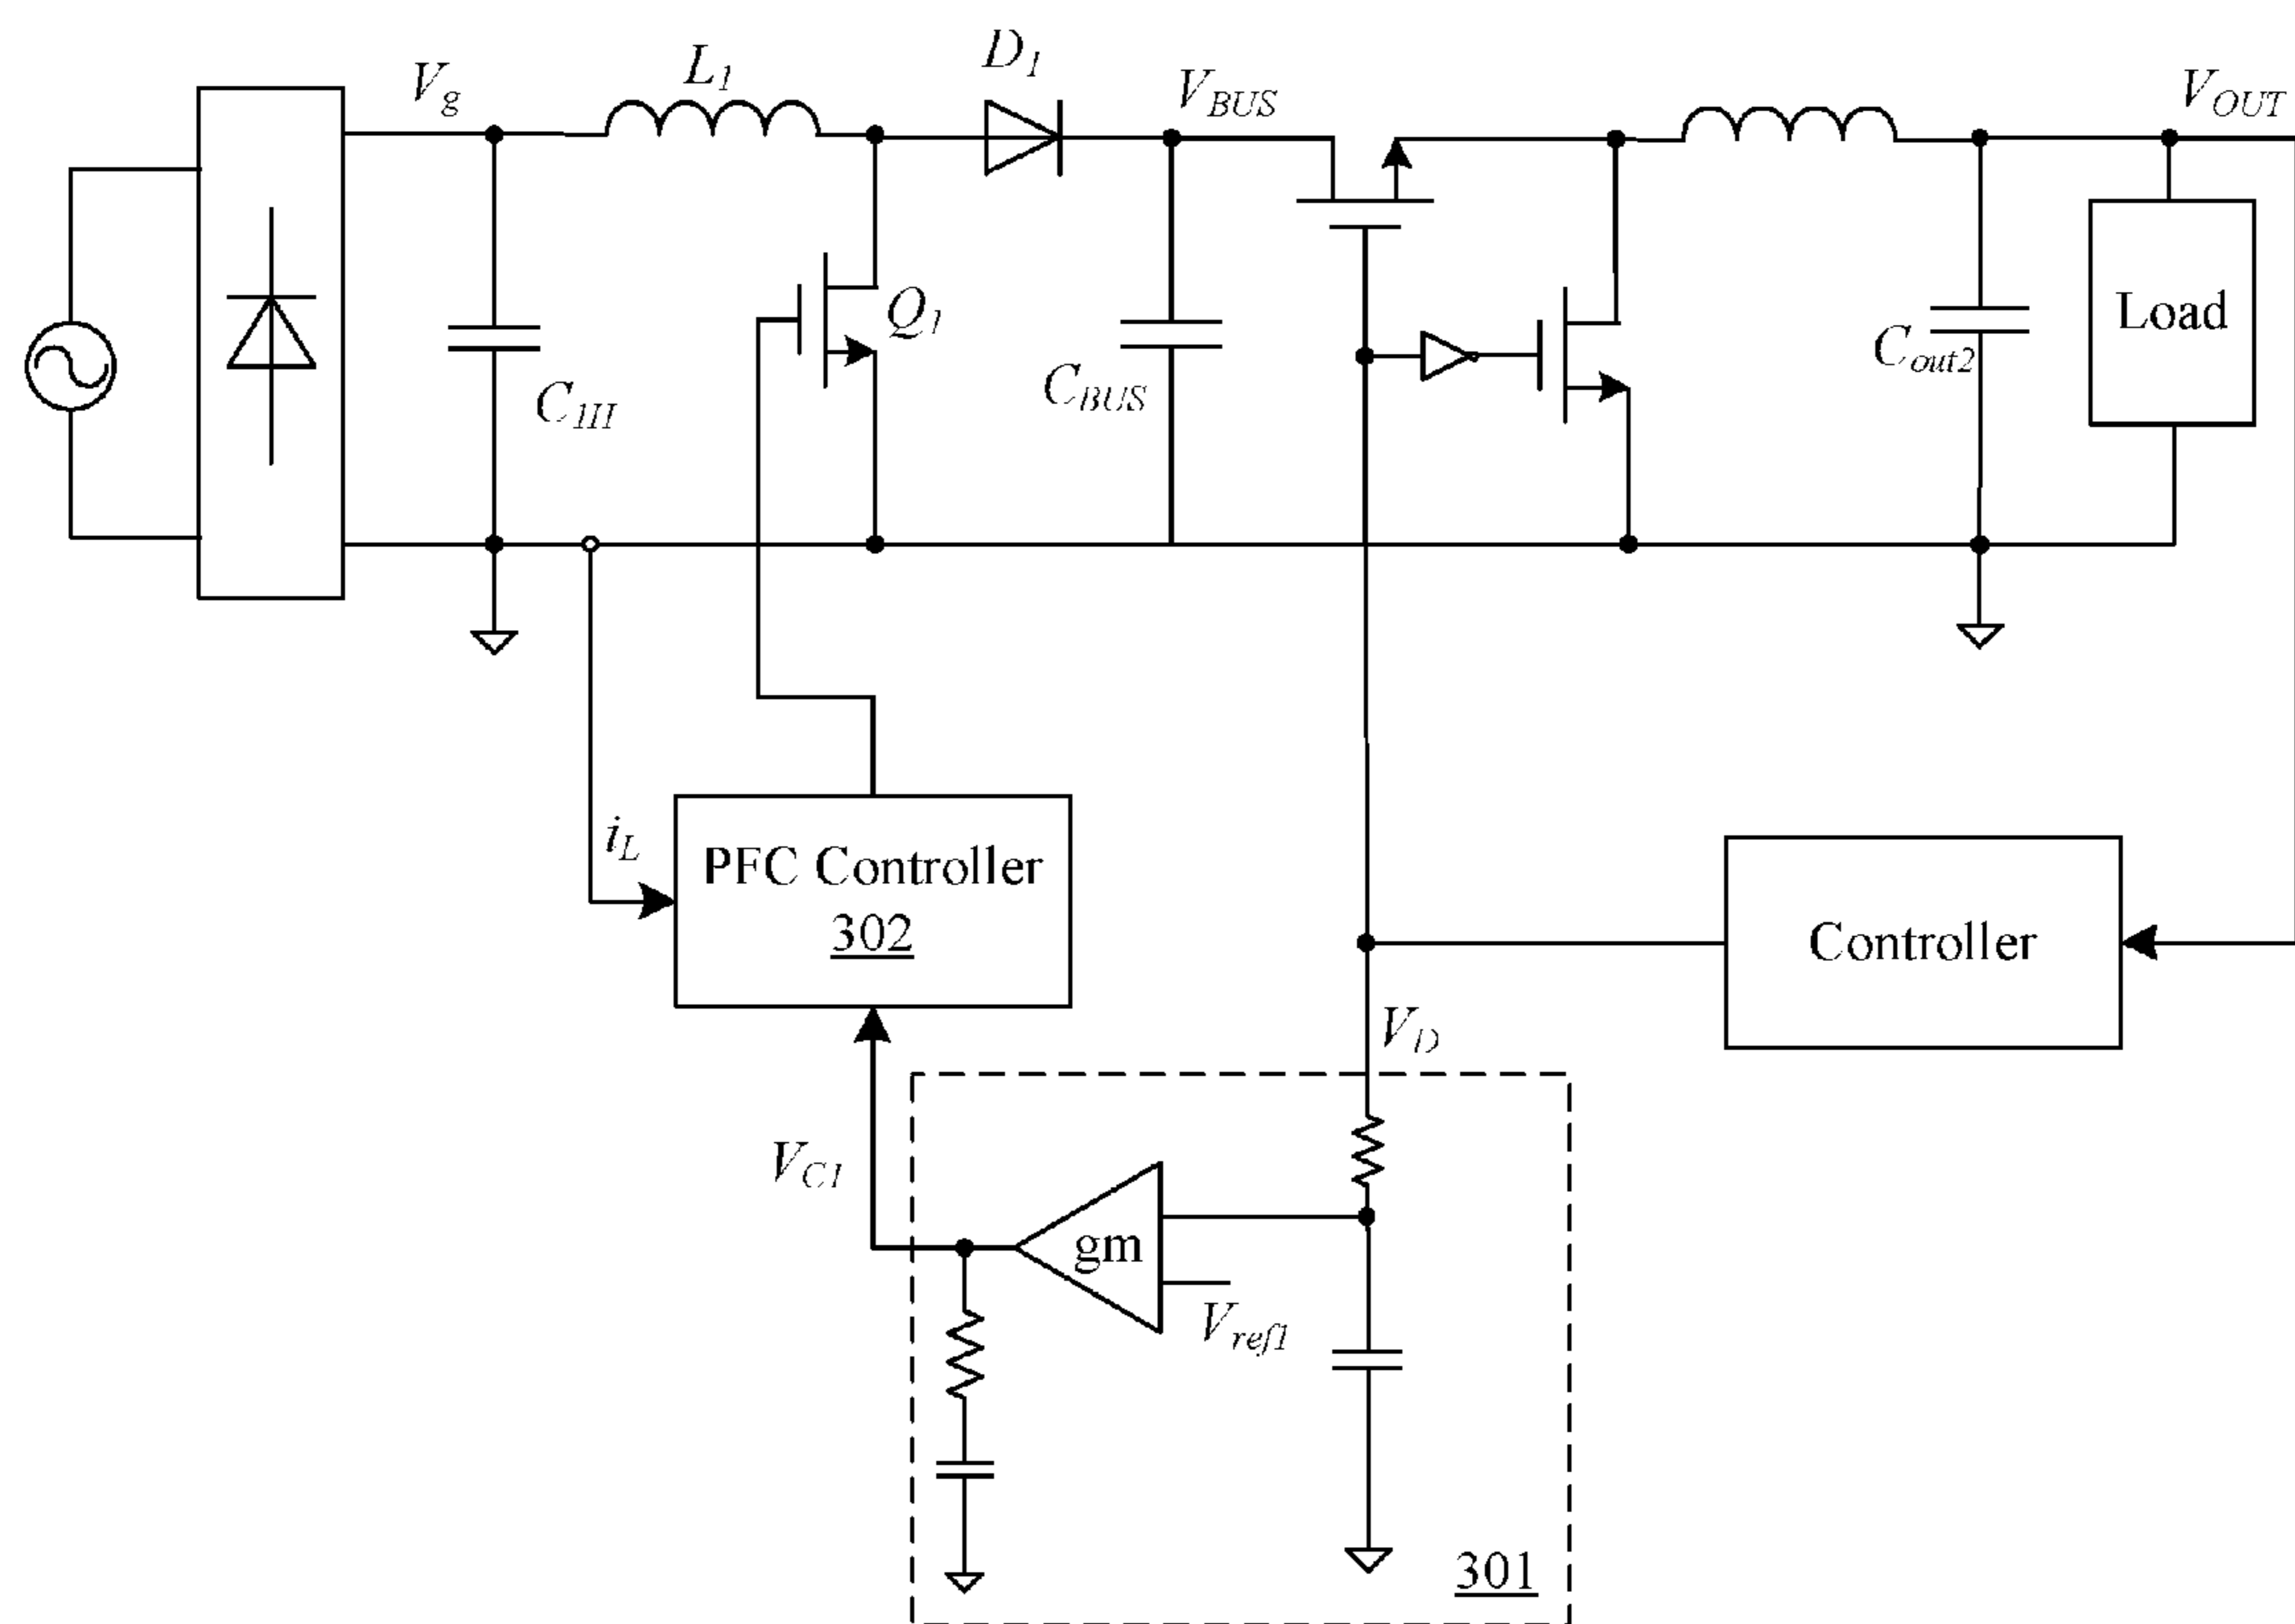 Vg
L1
D1
VBUS
VOUT
C1H
Q1
CBUS
Cout2
Load
iL
PFC Controller
302
Controller
VD
VC1
gm
Vref1
301